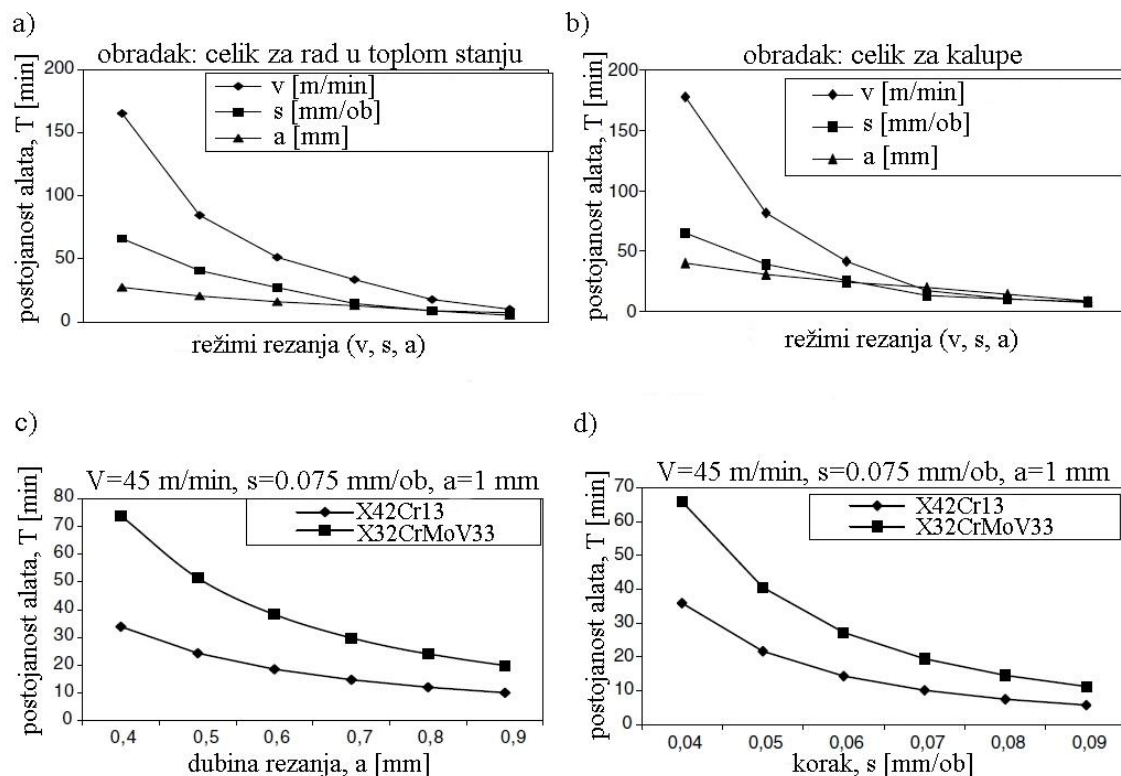 a)
obradak: celik za rad u toplom stanju
postojanost alata, T [min]
200
150
100
50
0
v [m/min]
s [mm/ob]
a [mm]
režimi rezanja (v, s, a)
b)
obradak: celik za kalupe
postojanost alata, T [min]
200
150
100
50
0
v [m/min]
s [mm/ob]
a [mm]
režimi rezanja (v, s, a)
c)
V=45 m/min, s=0.075 mm/ob, a=1 mm
postojanost alata, T [min]
80
70
60
50
40
30
20
10
0
X42Cr13
X32CrMoV33
0,4 0,5 0,6 0,7 0,8 0,9
dubina rezanja, a [mm]
d)
V=45 m/min, s=0.075 mm/ob, a=1 mm
postojanost alata, T [min]
70
60
50
40
30
20
10
0
X42Cr13
X32CrMoV33
0,04 0,05 0,06 0,07 0,08 0,09
korak, s [mm/ob]